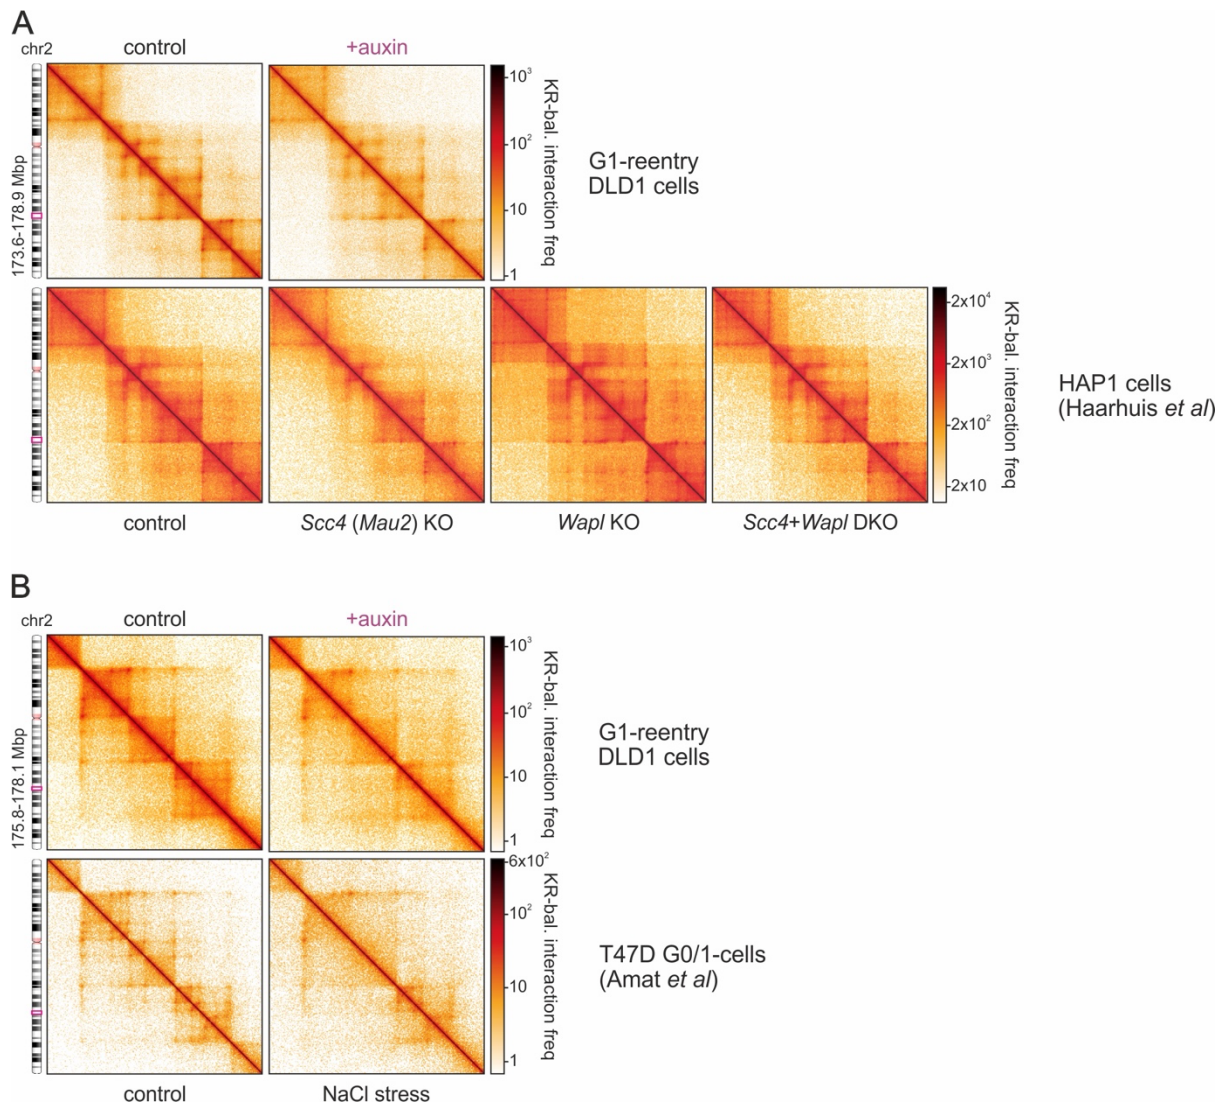 A
chr2
control
+auxin
173.6-178.9 Mbp
10³
10²
10
1
KR-bal. interaction freq
G1-reentry
DLD1 cells
2x10⁴
2x10³
2x10²
2x10
KR-bal. interaction freq
HAP1 cells
(Haarhuis et al)
control
Scc4 (Mau2) KO
Wapl KO
Scc4+Wapl DKO
B
chr2
control
+auxin
175.8-178.1 Mbp
10³
10²
10
1
KR-bal. interaction freq
G1-reentry
DLD1 cells
6x10²
10²
10
1
KR-bal. interaction freq
T47D G0/1-cells
(Amat et al)
control
NaCl stress